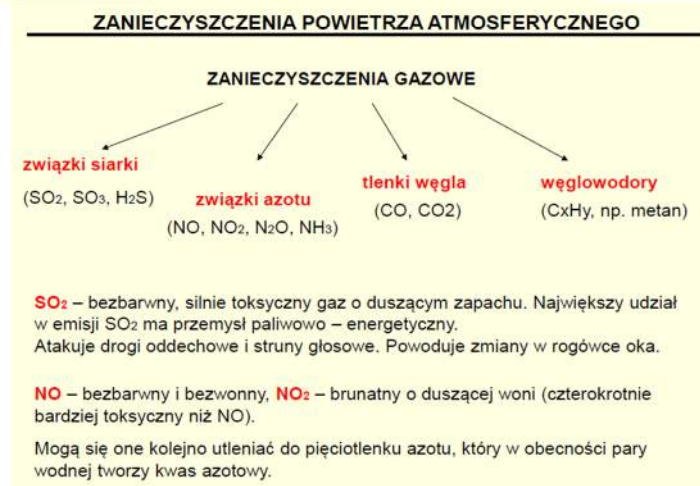 ZANIECZYSZCZENIA POWIETRZA ATMOSFERYCZNEGO
ZANIECZYSZCZENIA GAZOWE
związki siarki
(SO₂, SO₃, H₂S)
związki azotu
(NO, NO₂, N₂O, NH₃)
tlenki węgla
(CO, CO2)
węglowodory
(CxHy, np. metan)
SO₂ – bezbarwny, silnie toksyczny gaz o duszącym zapachu. Największy udział
w emisji SO₂ ma przemysł paliwowo – energetyczny.
Atakuje drogi oddechowe i struny głosowe. Powoduje zmiany w rogówce oka.
NO – bezbarwny i bezwonny, NO₂ – brunatny o duszącej woni (czterokrotnie
bardziej toksyczny niż NO).
Mogą się one kolejno utleniać do pięciotlenku azotu, który w obecności pary
wodnej tworzy kwas azotowy.